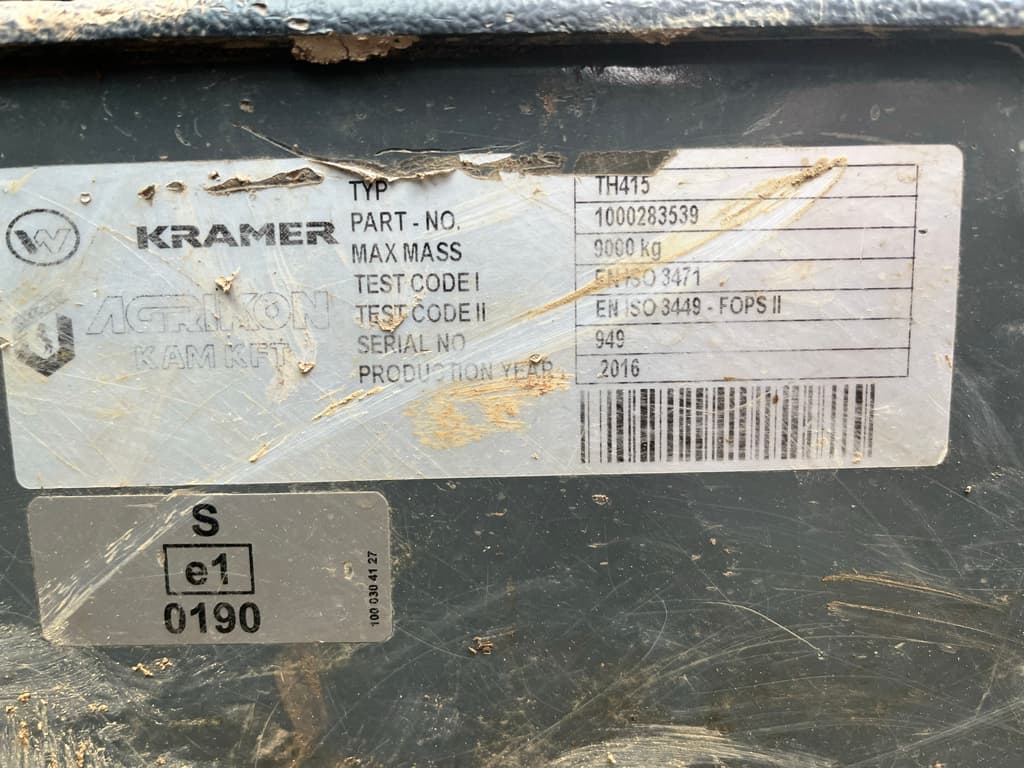 W
KRAMER
AGRIKON
KAM KFT
TYP TH415
PART - NO. 1000283539
MAX MASS 9000 kg
TEST CODE I EN ISO 3471
TEST CODE II EN ISO 3449 - FOPS II
SERIAL NO 949
PRODUCTION YEAR 2016
S
e1
0190
100 030 41 27